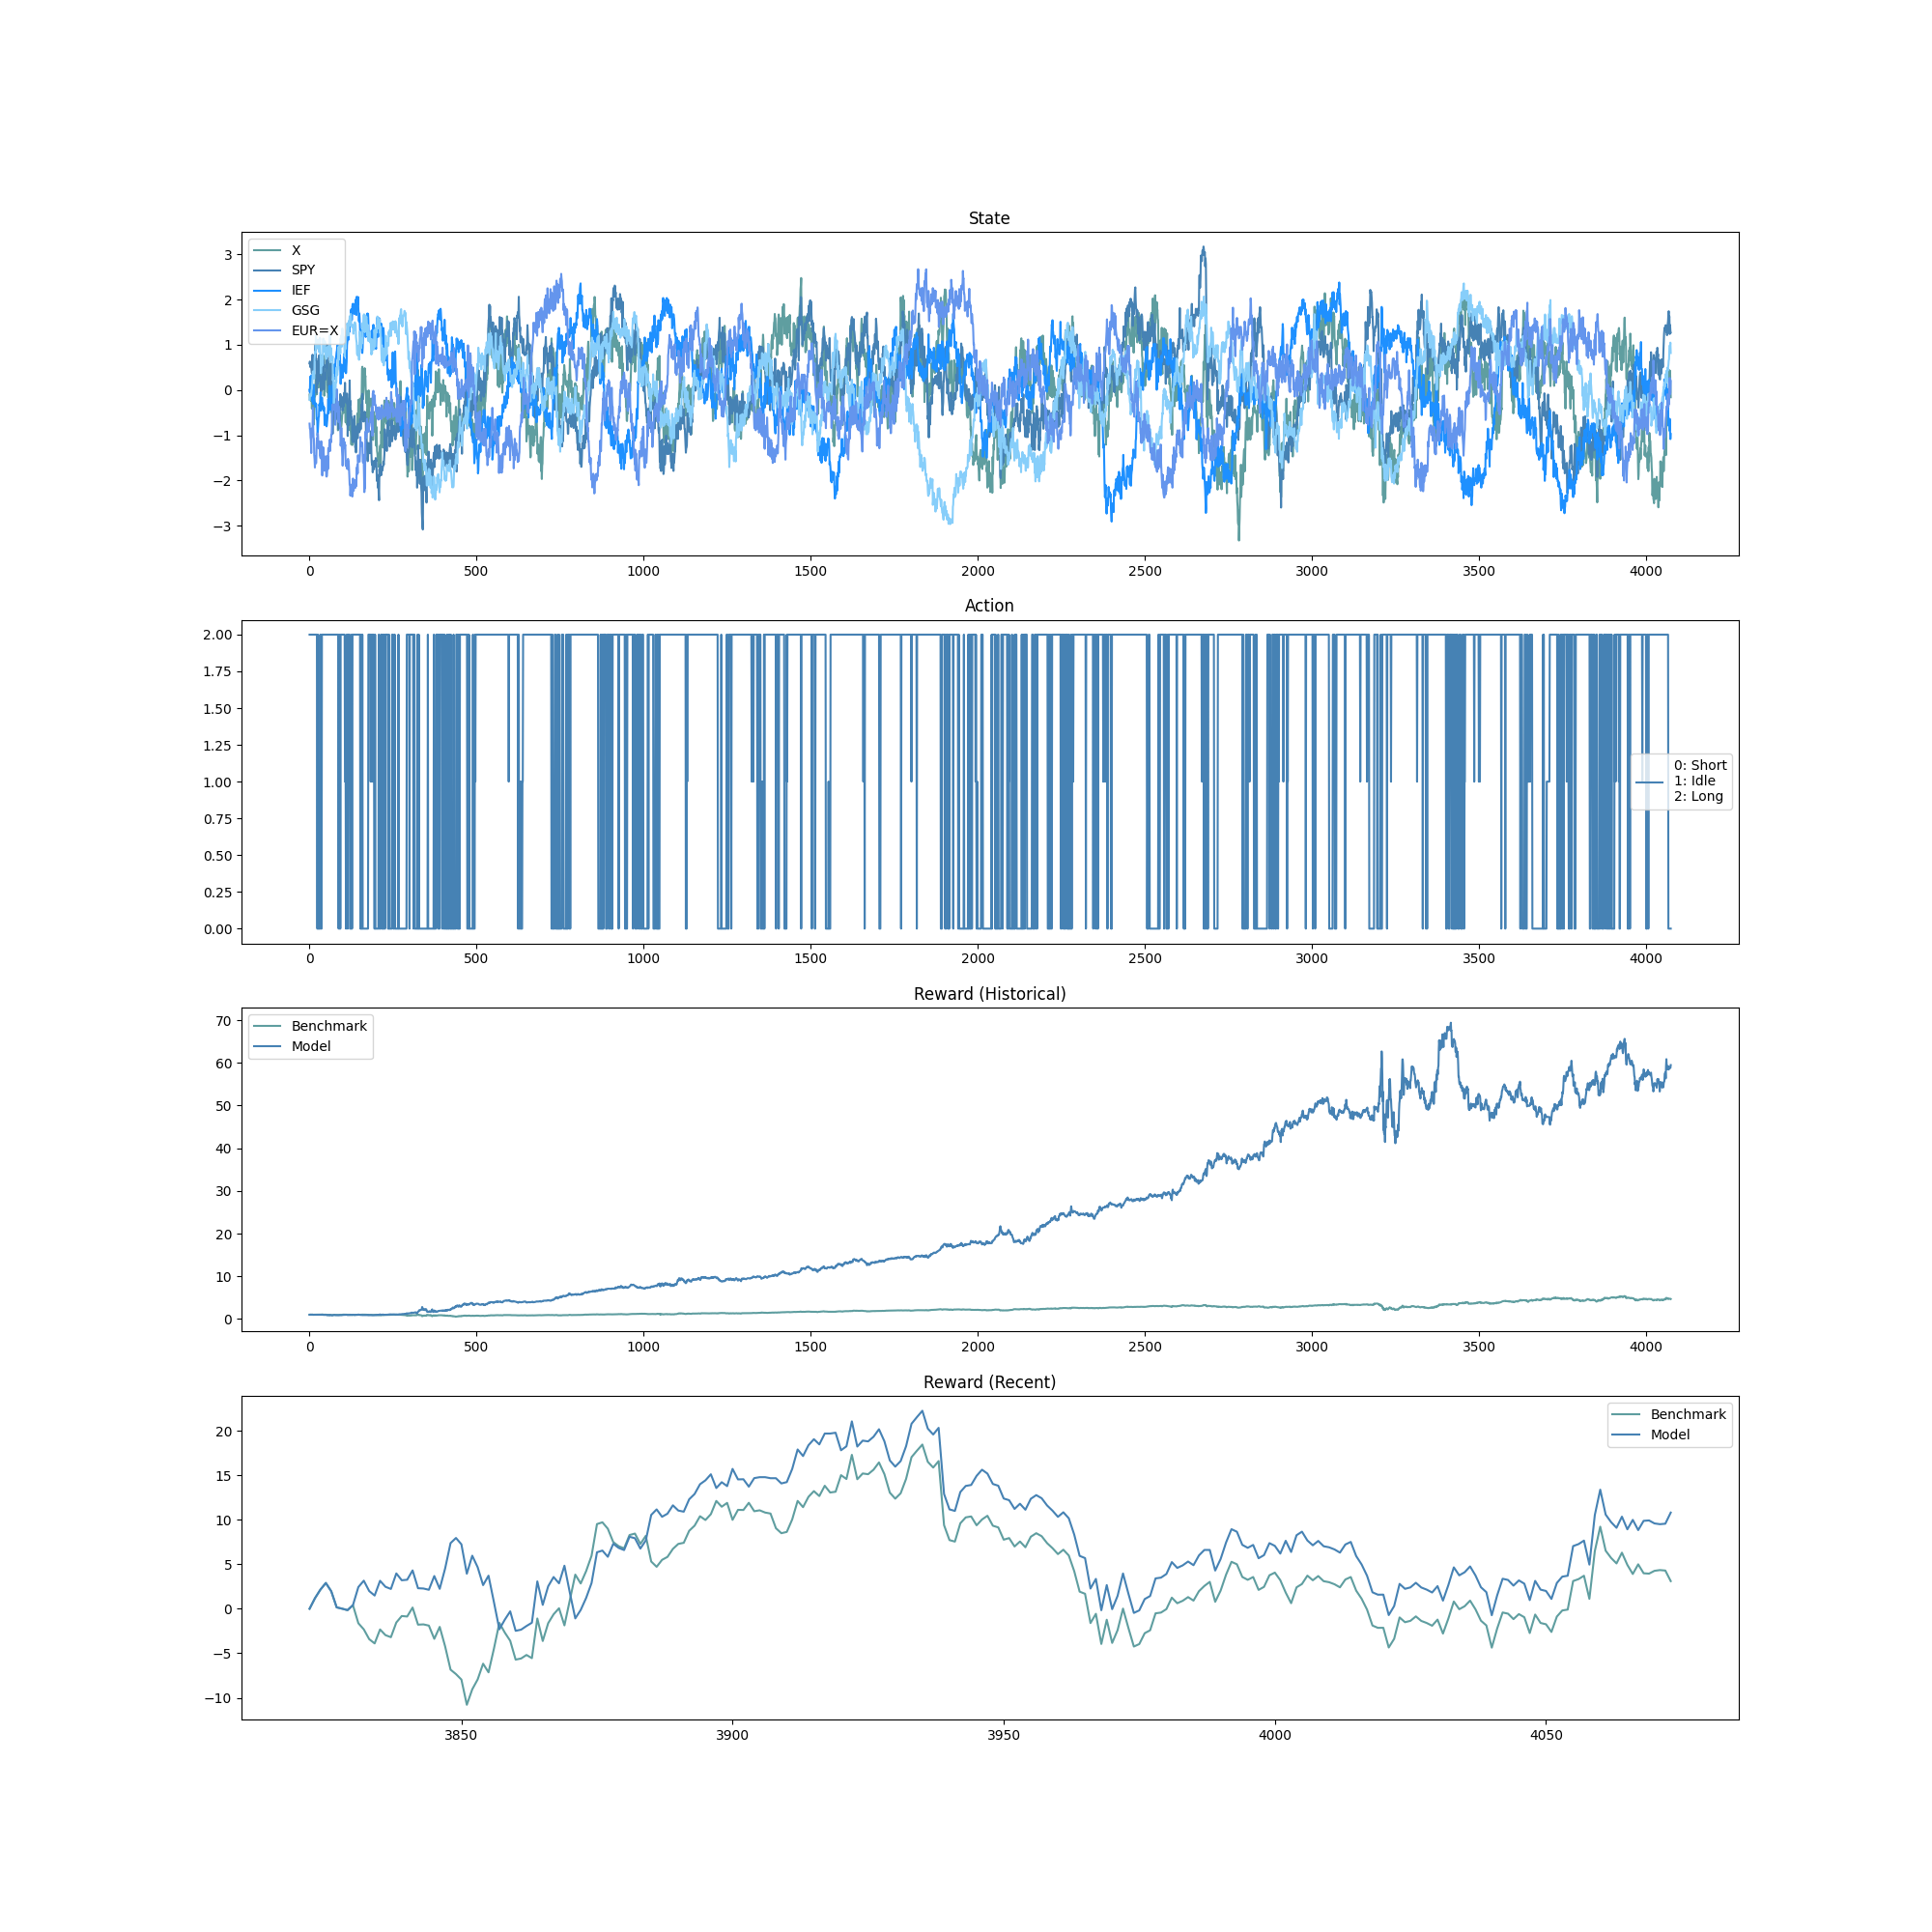 State
X
SPY
IEF
GSG
EUR=X
3
2
1
0
−1
−2
−3
0 500 1000 1500 2000 2500 3000 3500 4000
Action
2.00
1.75
1.50
1.25
1.00
0.75
0.50
0.25
0.00
0: Short
1: Idle
2: Long
0 500 1000 1500 2000 2500 3000 3500 4000
Reward (Historical)
Benchmark
Model
70
60
50
40
30
20
10
0
0 500 1000 1500 2000 2500 3000 3500 4000
Reward (Recent)
Benchmark
Model
20
15
10
5
0
−5
−10
3850 3900 3950 4000 4050